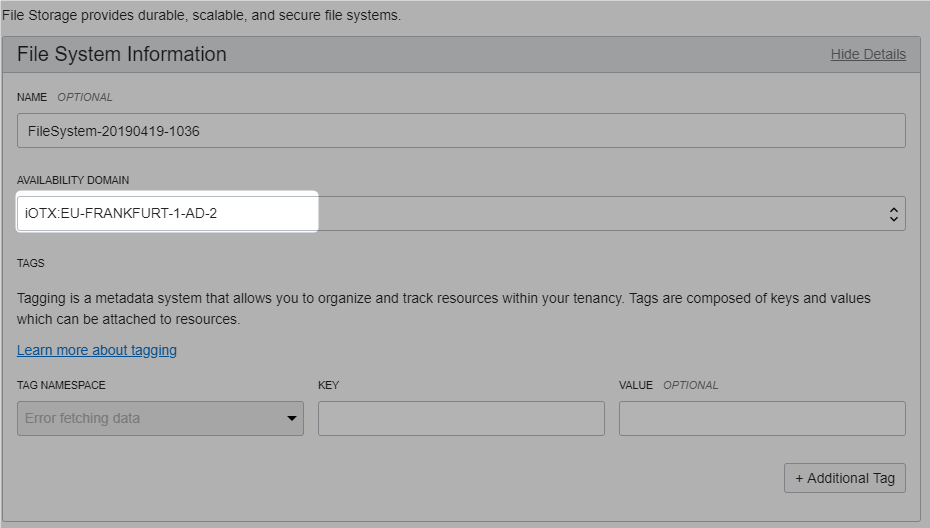 File Storage provides durable, scalable, and secure file systems.
File System Information
Hide Details
NAME OPTIONAL
FileSystem-20190419-1036
AVAILABILITY DOMAIN
iOTX:EU-FRANKFURT-1-AD-2
TAGS
Tagging is a metadata system that allows you to organize and track resources within your tenancy. Tags are composed of keys and values
which can be attached to resources.
Learn more about tagging
TAG NAMESPACE KEY VALUE OPTIONAL
Error fetching data
+ Additional Tag